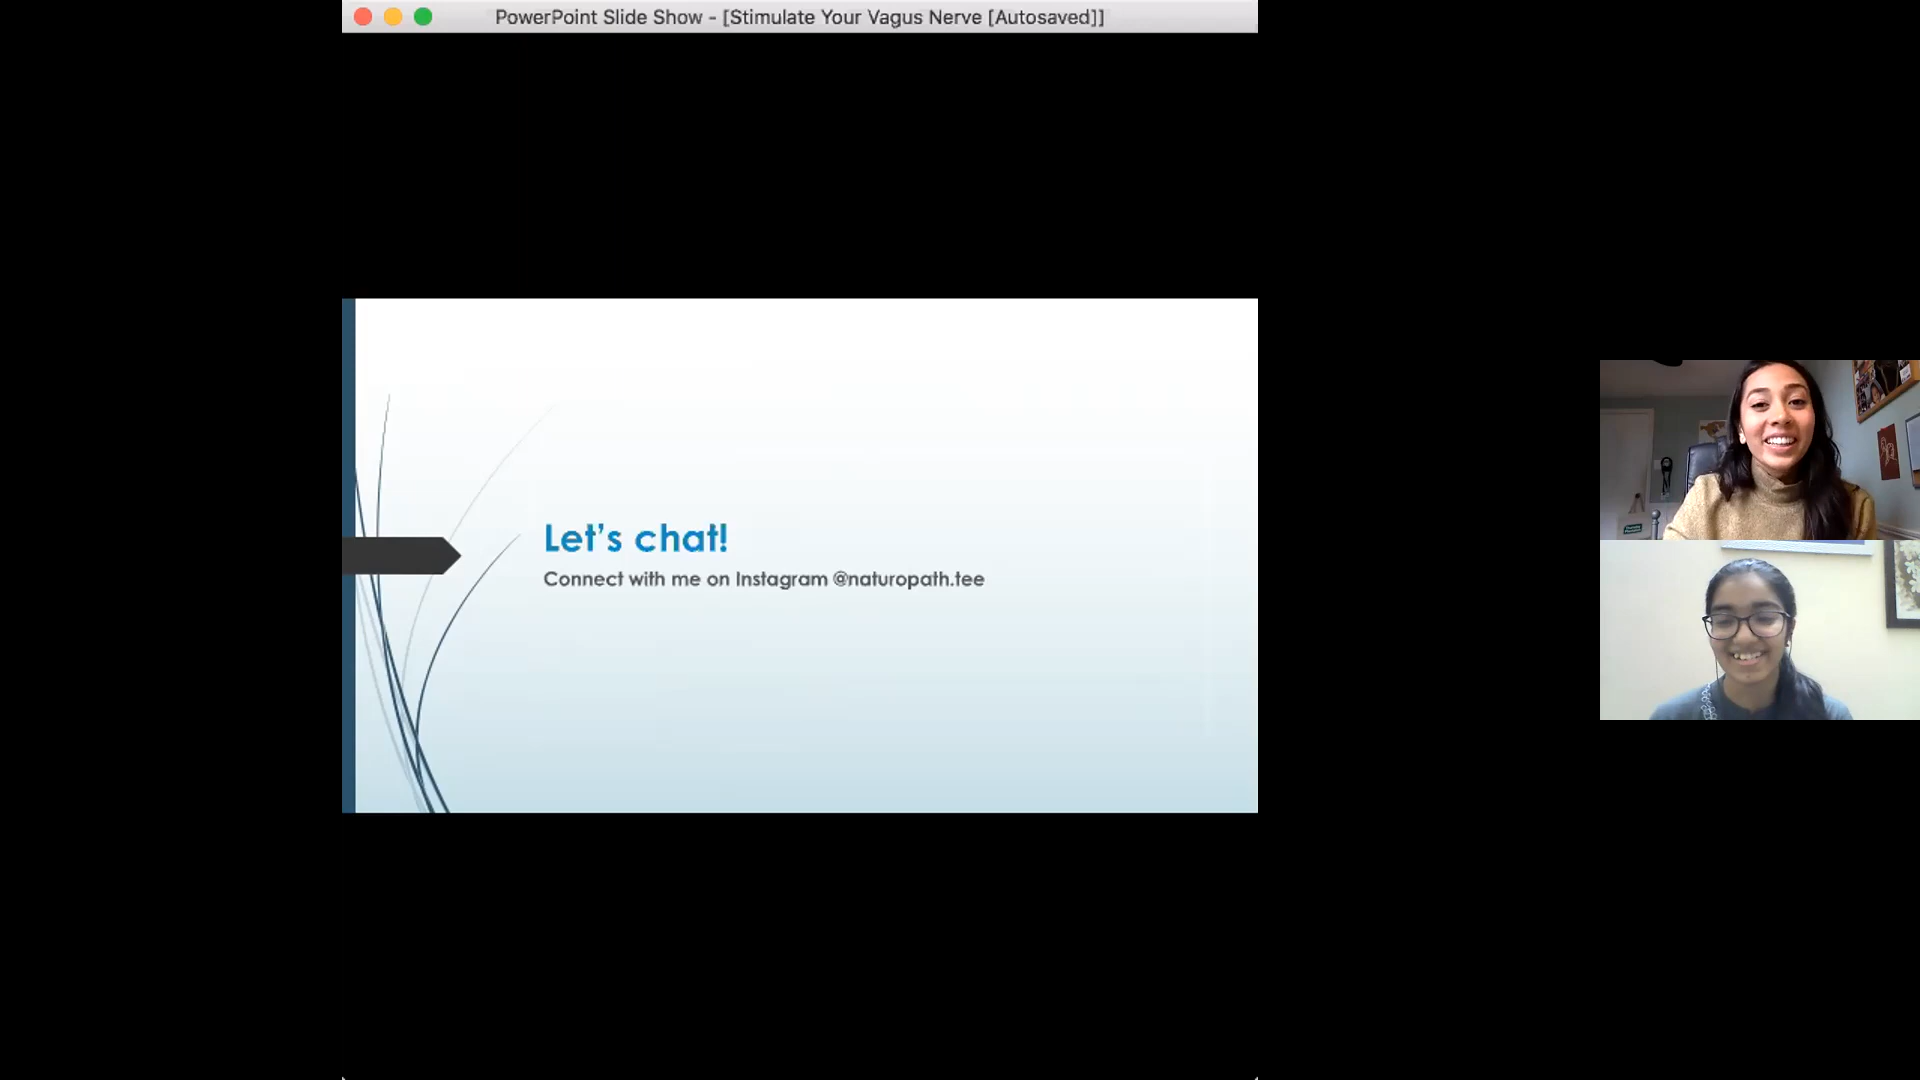 PowerPoint Slide Show - [Stimulate Your Vagus Nerve [Autosaved]]
Let's chat!
Connect with me on Instagram @naturopath.tee